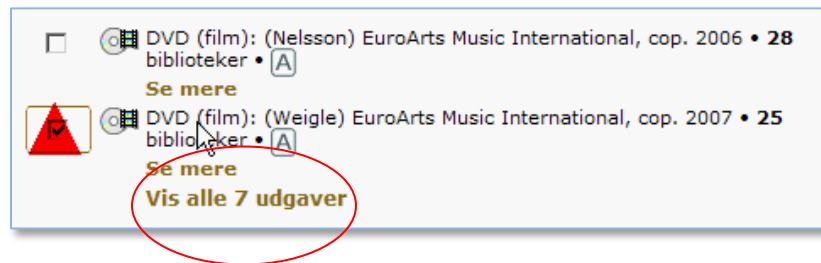 DVD (film): (Nelsson) EuroArts Music International, cop. 2006 • 28
biblioteker • A
Se mere
DVD (film): (Weigle) EuroArts Music International, cop. 2007 • 25
biblioteker • A
Se mere
Vis alle 7 udgaver